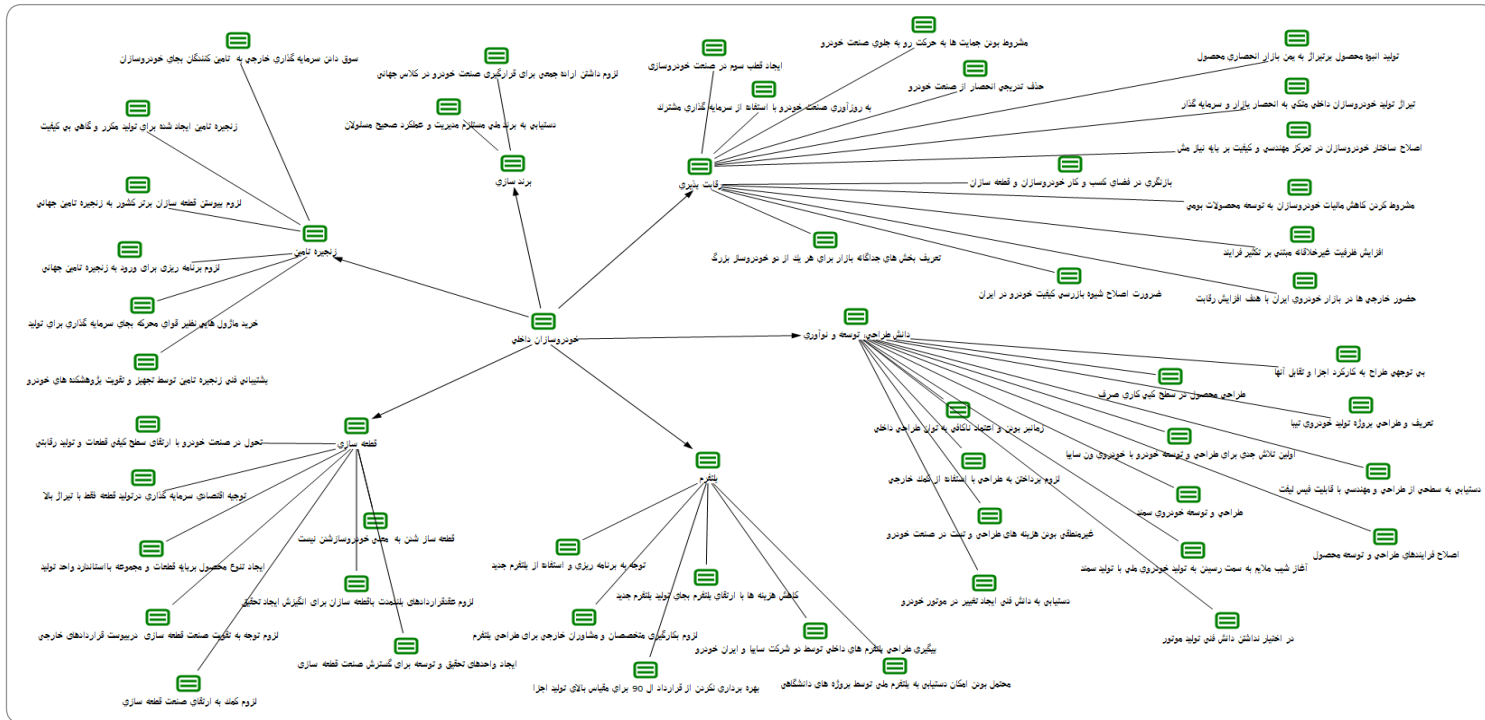 مشروط بودن حمایت ها به حرکت رو به جلوی صنعت خودرو
تولید انبوه محصول پرتیراژ به یمن بازار انحصاری محصول
سوق دادن سرمایه گذاری خارجی به تامین کنندگان بجای خودروسازان
لزوم داشتن اراده جمعی برای قرارگیری صنعت خودرو در کلاس جهانی
ایجاد قطب سوم در صنعت خودروسازی
حذف تدریجی انحصار از صنعت خودرو
تیراژ تولید خودروسازان داخلی متکی به انحصار بازار و سرمایه گذار
به روزآوری صنعت خودرو با استفاده از سرمایه گذاری مشترک
زنجیره تامین ایجاد شده برای تولید مکرر و گاهی بی کیفیت
دستیابی به برند ملی مستلزم مدیریت و عملکرد صحیح مسئولان
اصلاح ساختار خودروسازان در تمرکز مهندسی و کیفیت بر پایه نیاز مش
برند سازی
رقابت پذیری
بازنگری در فضای کسب و کار خودروسازان و قطعه سازان
لزوم پیوستن قطعه سازان برتر کشور به زنجیره تامین جهانی
مشروط کردن کاهش مالیات خودروسازان به توسعه محصولات بومی
زنجیره تامین
افزایش ظرفیت غیرخلاقانه مبتنی بر تکثیر فرایند
تعریف بخش های جداگانه بازار برای هر یک از دو خودروساز بزرگ
لزوم برنامه ریزی برای ورود به زنجیره تامین جهانی
ضرورت اصلاح شیوه بازرسی کیفیت خودرو در ایران
حضور خارجی ها در بازار خودروی ایران با هدف افزایش رقابت
خرید ماژول هایی نظیر قوای محرکه بجای سرمایه گذاری برای تولید
خودروسازان داخلی
دانش طراحی، توسعه و نوآوری
پشتیبانی فنی زنجیره تامین توسط تجهیز و تقویت پژوهشکده های خودرو
بی توجهی طراح به کارکرد اجزا و تقابل آنها
طراحی محصول در سطح کپی کاری صرف
تعریف و طراحی پروژه تولید خودروی تیبا
زمانبر بودن و اعتماد ناکافی به توان طراحی داخلی
تحول در صنعت خودرو با ارتقای سطح کیفی قطعات و تولید رقابتی
قطعه سازی
اولین تلاش جدی برای طراحی و توسعه خودرو با خودروی ون سایپا
پلتفرم
لزوم پرداختن به طراحی با استفاده از کمک خارجی
دستیابی به سطحی از طراحی و مهندسی با قابلیت فیس لیفت
توجیه اقتصادی سرمایه گذاری درتولید قطعه فقط با تیراژ بالا
طراحی و توسعه خودروی سمند
غیرمنطقی بودن هزینه های طراحی و تست در صنعت خودرو
قطعه ساز شدن به معنی خودروسازشدن نیست
اصلاح فرایندهای طراحی و توسعه محصول
ایجاد تنوع محصول برپایه قطعات و مجموعه بااستاندارد واحد تولید
توجه به برنامه ریزی و استفاده از پلتفرم جدید
آغاز شیب ملایم به سمت رسیدن به تولید خودروی ملی با تولید سمند
کاهش هزینه ها با ارتقای پلتفرم بجای تولید پلتفرم جدید
لزوم عقدقراردادهای بلندمدت باقطعه سازان برای انگیزش ایجاد تحقیق
دستیابی به دانش فنی ایجاد تغییر در موتور خودرو
لزوم توجه به تقویت صنعت قطعه سازی درپیوست قراردادهای خارجی
لزوم بکارگیری متخصصان و مشاوران خارجی برای طراحی پلتفرم
در اختیار نداشتن دانش فنی تولید موتور
پیگیری طراحی پلتفرم های داخلی توسط دو شرکت سایپا و ایران خودرو
ایجاد واحدهای تحقیق و توسعه برای گسترش صنعت قطعه سازی
محتمل بودن امکان دستیابی به پلتفرم ملی توسط پروژه های دانشگاهی
بهره برداری نکردن از قرارداد ال 90 برای مقیاس بالای تولید اجزا
لزوم کمک به ارتقای صنعت قطعه سازی